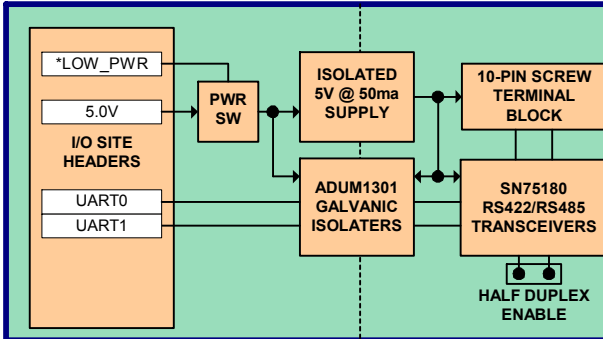 *LOW_PWR
5.0V
I/O SITE
HEADERS
UART0
UART1
PWR
SW
ISOLATED
5V @ 50ma
SUPPLY
ADUM1301
GALVANIC
ISOLATERS
10-PIN SCREW
TERMINAL
BLOCK
SN75180
RS422/RS485
TRANSCEIVERS
HALF DUPLEX
ENABLE